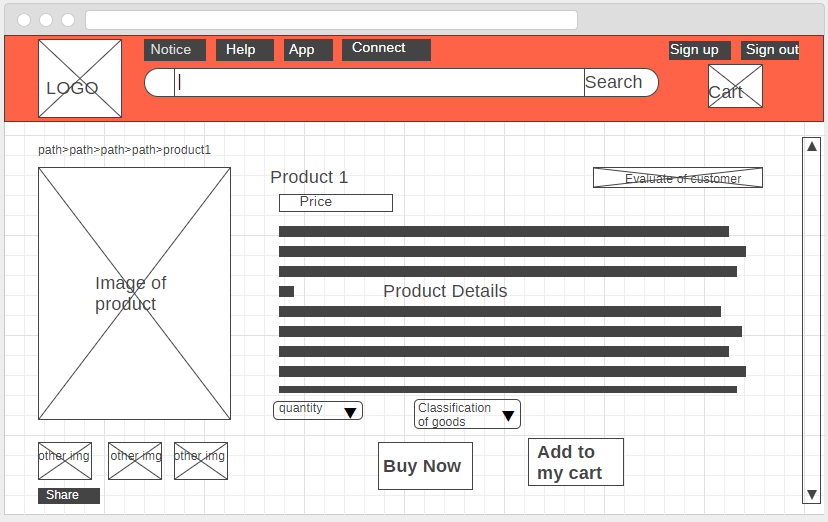 Notice Help App Connect Sign up Sign out
LOGO Search Cart
path>path>path>path>product1
Product 1 Evaluate of customer
Price
Image of
product
Product Details
quantity Classification
of goods
other img other img other img
Buy Now Add to
my cart
Share